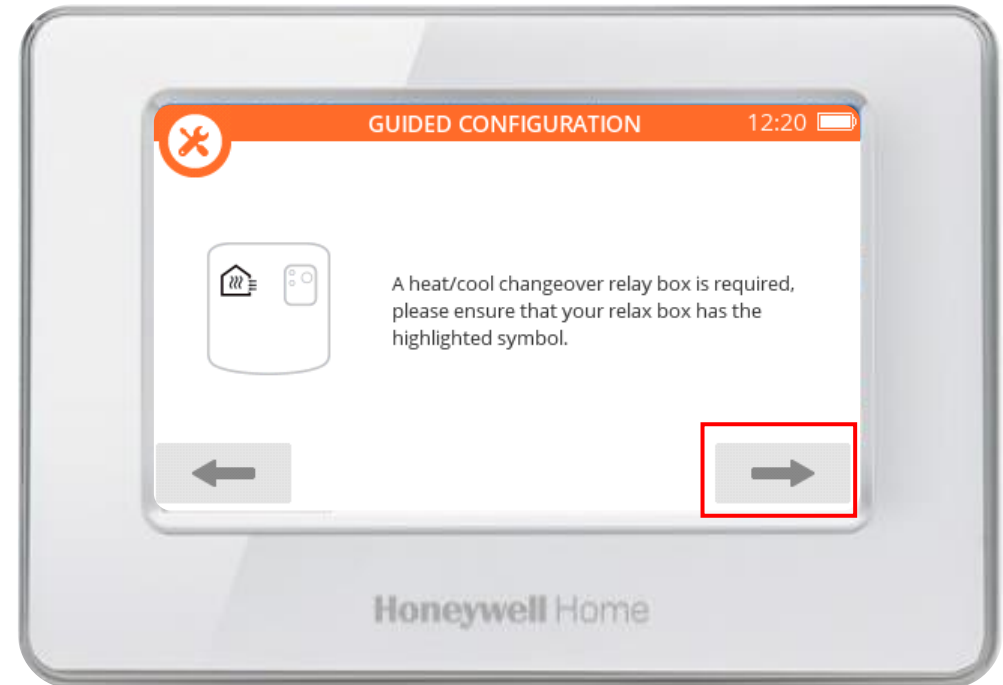 GUIDED CONFIGURATION 12:20
A heat/cool changeover relay box is required,
please ensure that your relax box has the
highlighted symbol.
Honeywell Home